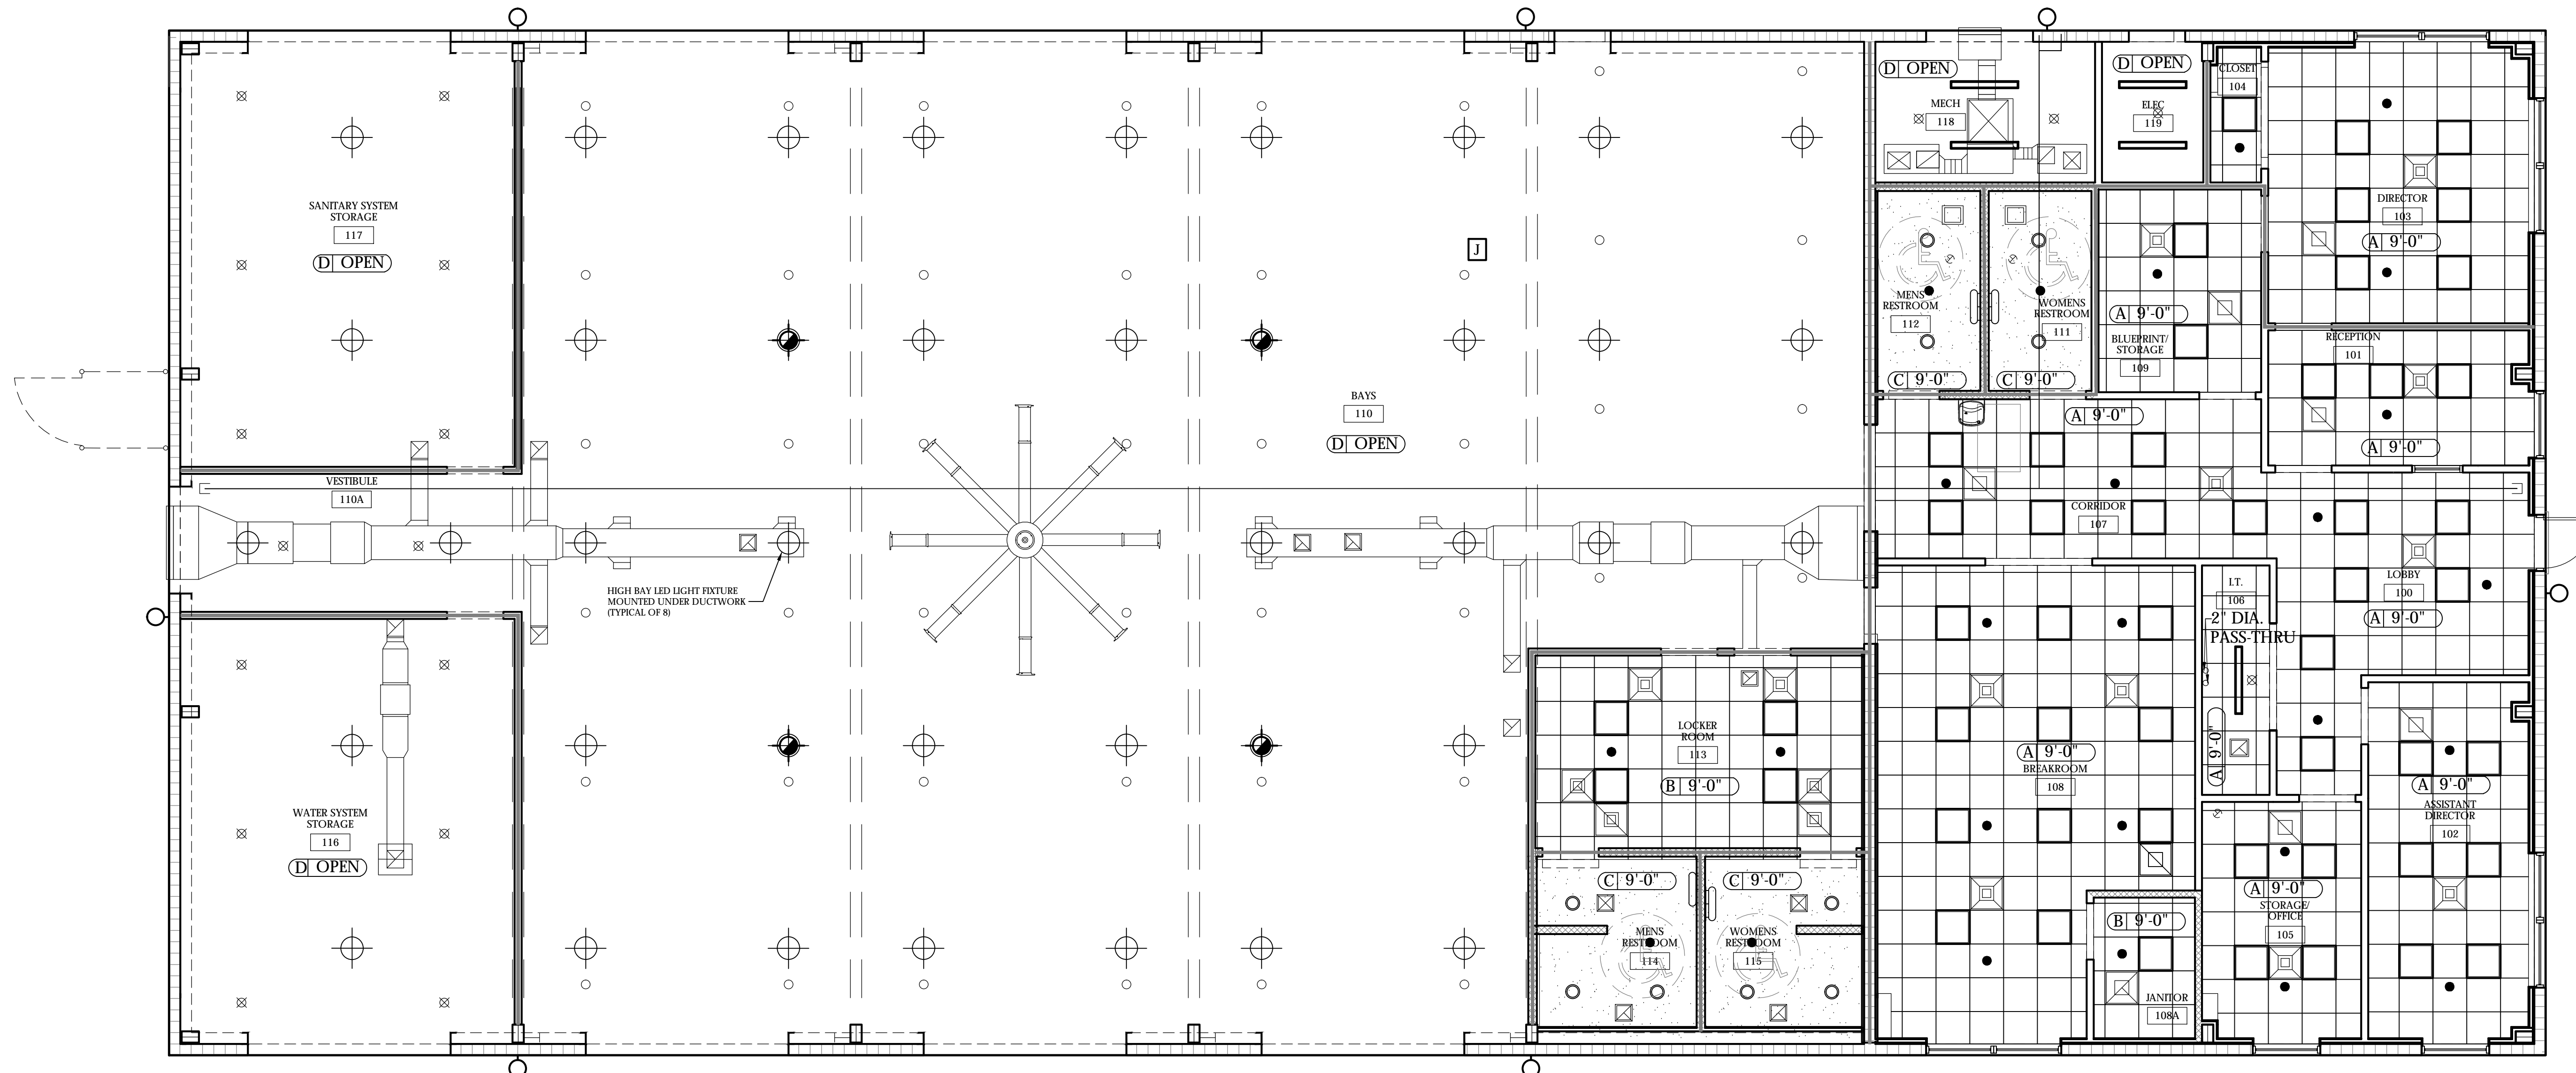 D OPEN
MECH
118
D OPEN
ELEC
119
CLOSET
104
SANITARY SYSTEM
STORAGE
117
D OPEN
J
DIRECTOR
103
A 9'-0"
MENS
RESTROOM
112
C 9'-0"
WOMENS
RESTROOM
111
C 9'-0"
A 9'-0"
BLUEPRINT/
STORAGE
109
RECEPTION
101
A 9'-0"
BAYS
110
D OPEN
A 9'-0"
CORRIDOR
107
VESTIBULE
110A
HIGH BAY LED LIGHT FIXTURE
MOUNTED UNDER DUCTWORK
(TYPICAL OF 8)
I.T.
106
2" DIA.
PASS-THRU
A 9'-0"
LOBBY
100
A 9'-0"
LOCKER
ROOM
113
B 9'-0"
A 9'-0"
BREAKROOM
108
A 9'-0"
ASSISTANT
DIRECTOR
102
WATER SYSTEM
STORAGE
116
D OPEN
C 9'-0"
MENS
RESTROOM
114
C 9'-0"
WOMENS
RESTROOM
115
B 9'-0"
JANITOR
108A
A 9'-0"
STORAGE/
OFFICE
105